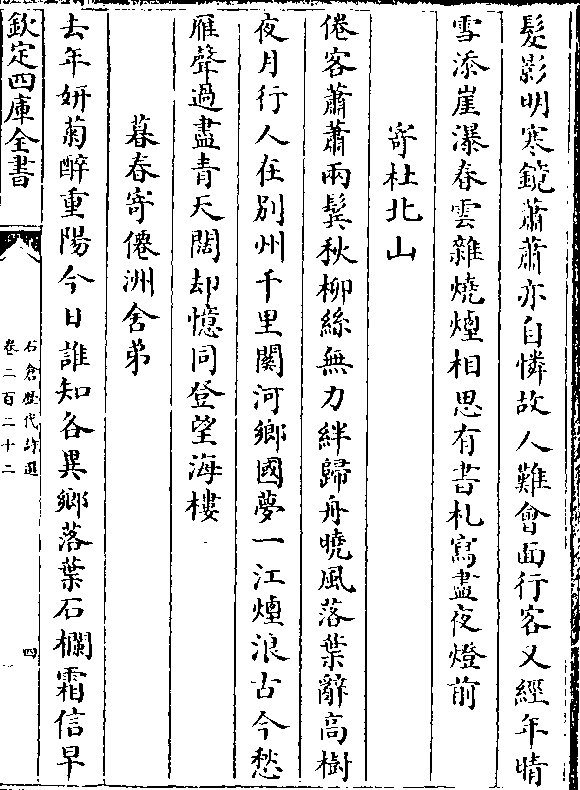 髮影明寒鏡蕭蕭亦自憐故人難會面行客又經年晴
雪添崖瀑春雲雜燒煙相思有書札寫盡夜燈前
寄杜北山
倦客蕭蕭兩鬢秋柳絲無力絆歸舟曉風落葉辭高樹
夜月行人在別州千里闗河鄉國夢一江煙浪古今愁
雁聲過盡青天闊却憶同登望海樓
暮春寄僊洲舍弟
去年妍菊醉重陽今日誰知各異鄉落葉石欄霜信早
欽定四庫全書
石倉歷代詩選
卷二百二十二
四